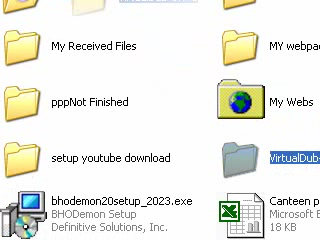 My Received Files
MY webpa
pppNot Finished
My Webs
setup youtube download
VirtualDub-
bhodemon20setup_2023.exe
BHODemon Setup
Definitive Solutions, Inc.
Canteen p
Microsoft E
18 KB